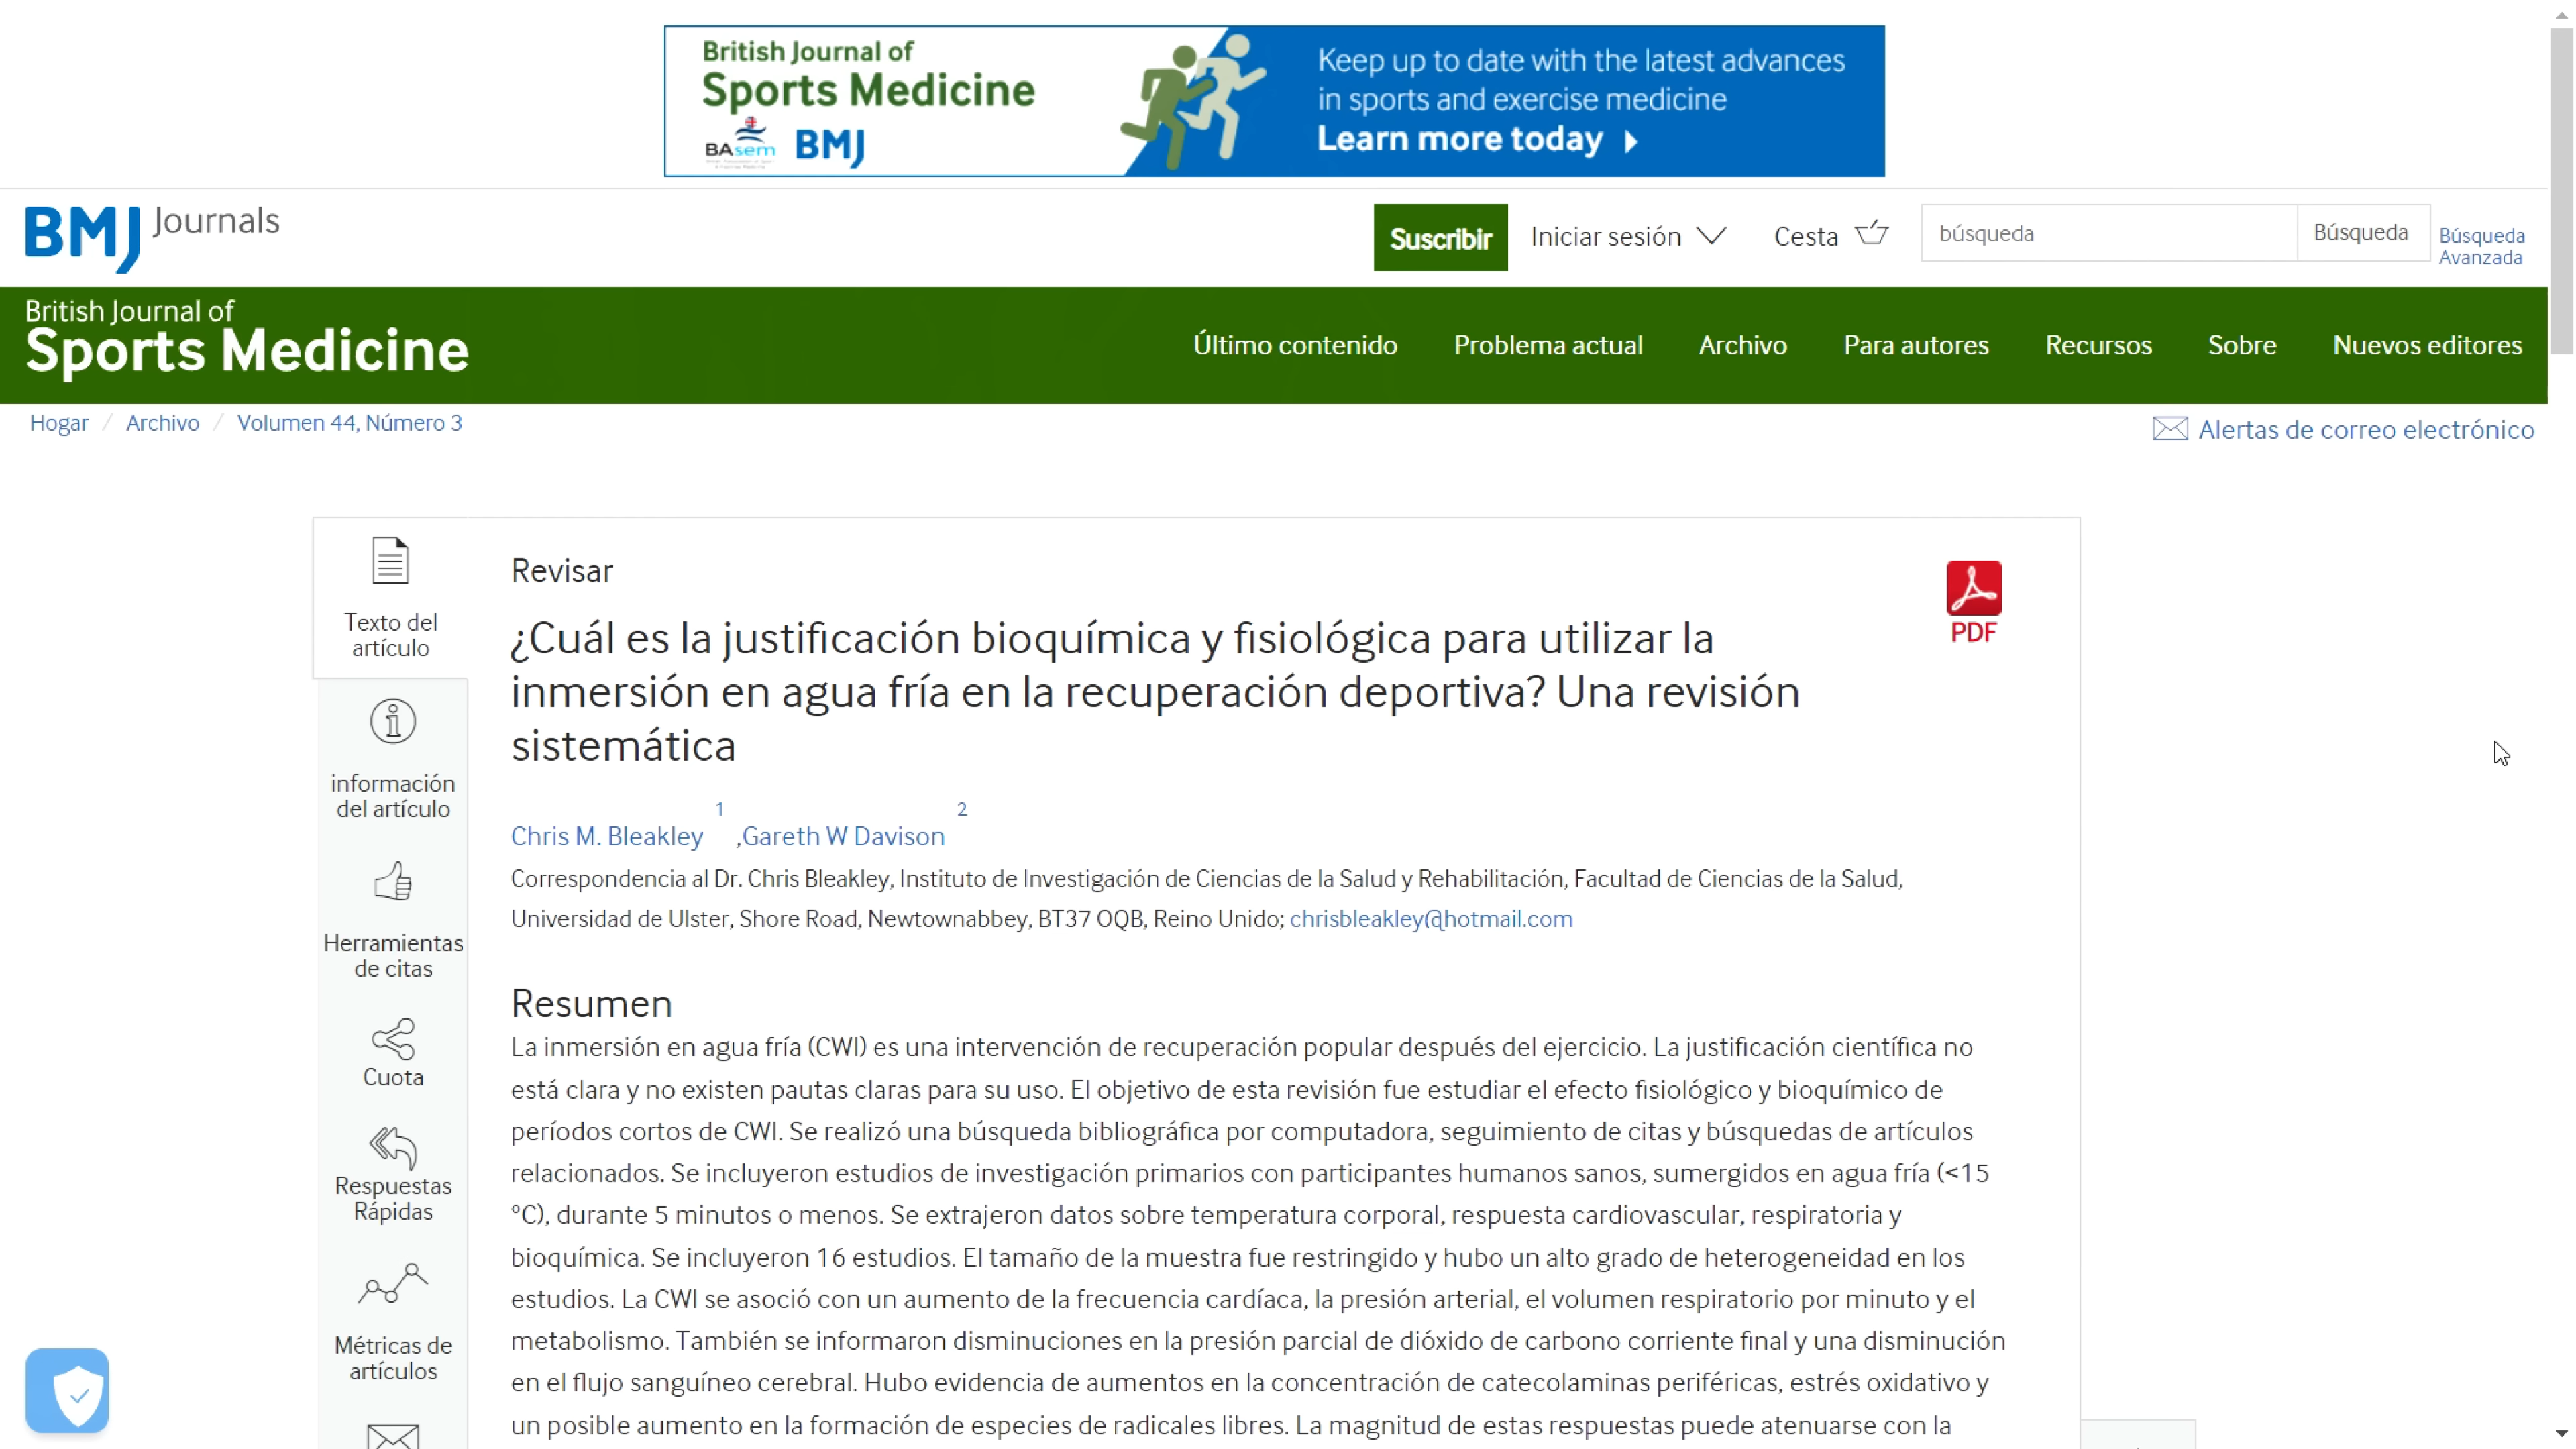 British Journal of
Sports Medicine
BAsem BMJ
Keep up to date with the latest advances
in sports and exercise medicine
Learn more today
BMJ Journals
Suscribir
Iniciar sesión
Cesta
búsqueda
Búsqueda
Búsqueda
Avanzada
British Journal of
Sports Medicine
Último contenido
Problema actual
Archivo
Para autores
Recursos
Sobre
Nuevos editores
Hogar / Archivo / Volumen 44, Número 3
Alertas de correo electrónico
Texto del
artículo
información
del artículo
Herramientas
de citas
Cuota
Respuestas
Rápidas
Métricas de
artículos
Revisar
PDF
¿Cuál es la justificación bioquímica y fisiológica para utilizar la
inmersión en agua fría en la recuperación deportiva? Una revisión
sistemática
Chris M. Bleakley 1 ,Gareth W Davison 2
Correspondencia al Dr. Chris Bleakley, Instituto de Investigación de Ciencias de la Salud y Rehabilitación, Facultad de Ciencias de la Salud,
Universidad de Ulster, Shore Road, Newtownabbey, BT37 OQB, Reino Unido; chrisbleakley@hotmail.com
Resumen
La inmersión en agua fría (CWI) es una intervención de recuperación popular después del ejercicio. La justificación científica no
está clara y no existen pautas claras para su uso. El objetivo de esta revisión fue estudiar el efecto fisiológico y bioquímico de
períodos cortos de CWI. Se realizó una búsqueda bibliográfica por computadora, seguimiento de citas y búsquedas de artículos
relacionados. Se incluyeron estudios de investigación primarios con participantes humanos sanos, sumergidos en agua fría (<15
°C), durante 5 minutos o menos. Se extrajeron datos sobre temperatura corporal, respuesta cardiovascular, respiratoria y
bioquímica. Se incluyeron 16 estudios. El tamaño de la muestra fue restringido y hubo un alto grado de heterogeneidad en los
estudios. La CWI se asoció con un aumento de la frecuencia cardíaca, la presión arterial, el volumen respiratorio por minuto y el
metabolismo. También se informaron disminuciones en la presión parcial de dióxido de carbono corriente final y una disminución
en el flujo sanguíneo cerebral. Hubo evidencia de aumentos en la concentración de catecolaminas periféricas, estrés oxidativo y
un posible aumento en la formación de especies de radicales libres. La magnitud de estas respuestas puede atenuarse con la